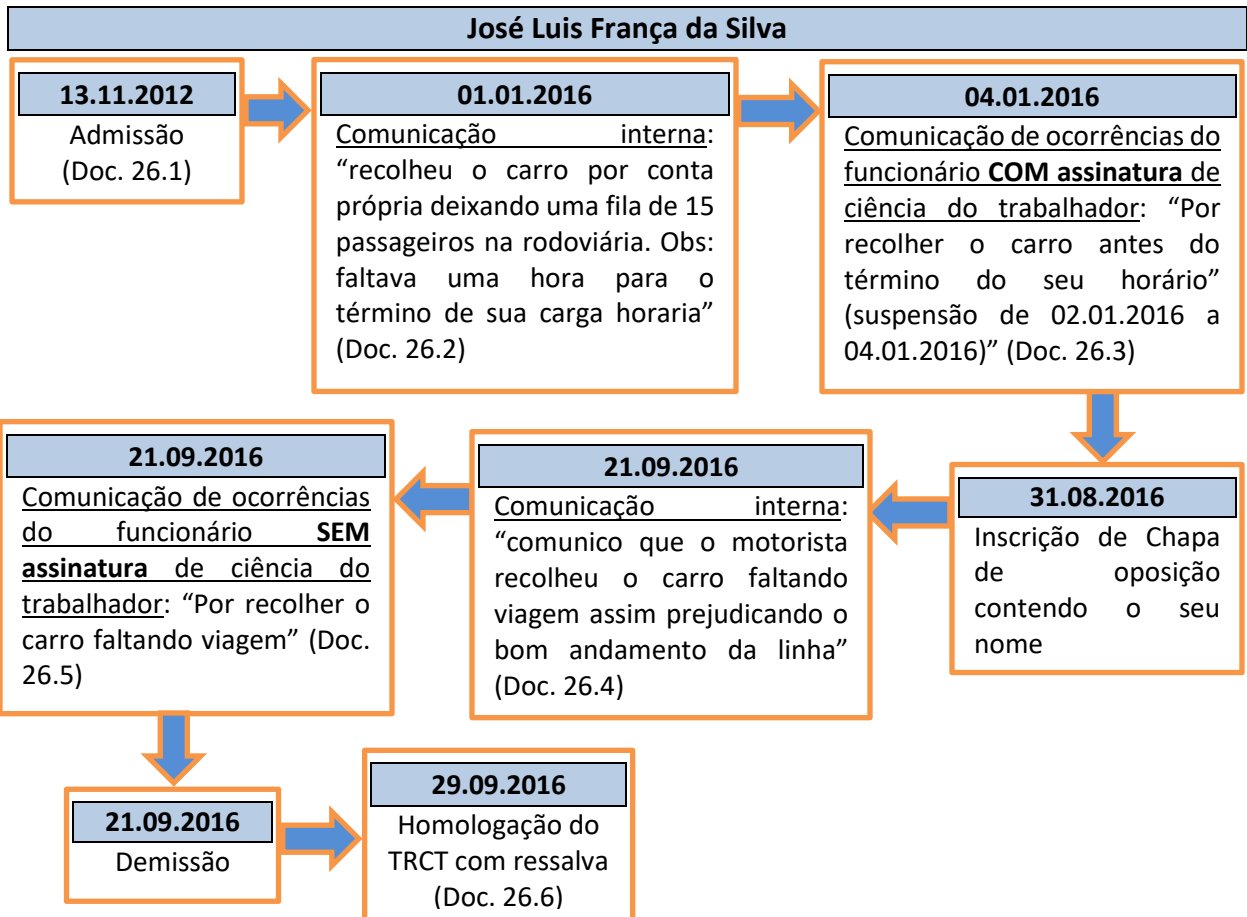 José Luis França da Silva
13.11.2012
Admissão
(Doc. 26.1)
01.01.2016
Comunicação interna:
“recolheu o carro por conta
própria deixando uma fila de 15
passageiros na rodoviária. Obs:
faltava uma hora para o
término de sua carga horaria”
(Doc. 26.2)
04.01.2016
Comunicação de ocorrências do
funcionário COM assinatura de
ciência do trabalhador: “Por
recolher o carro antes do
término do seu horário”
(suspensão de 02.01.2016 a
04.01.2016)” (Doc. 26.3)
31.08.2016
Inscrição de Chapa
de oposição
contendo o seu
nome
21.09.2016
Comunicação interna:
“comunico que o motorista
recolheu o carro faltando
viagem assim prejudicando o
bom andamento da linha”
(Doc. 26.4)
21.09.2016
Comunicação de ocorrências
do funcionário SEM
assinatura de ciência do
trabalhador: “Por recolher o
carro faltando viagem” (Doc.
26.5)
21.09.2016
Demissão
29.09.2016
Homologação do
TRCT com ressalva
(Doc. 26.6)